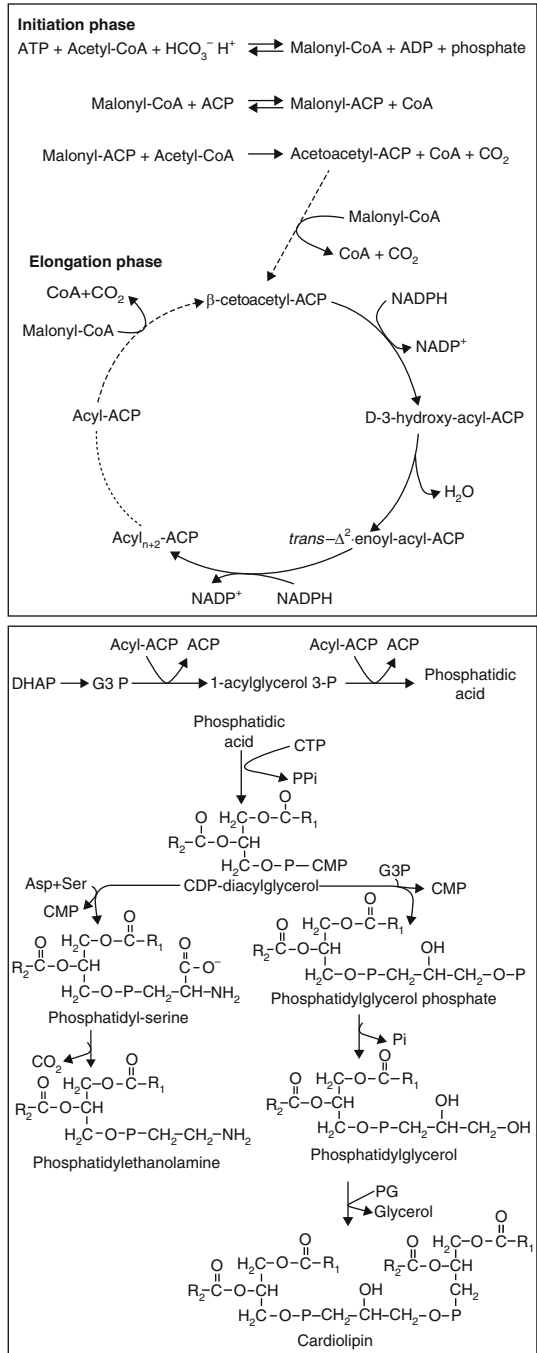 Initiation phase
ATP + Acetyl-CoA + HCO₃⁻ H⁺ ⇌ Malonyl-CoA + ADP + phosphate
Malonyl-CoA + ACP ⇌ Malonyl-ACP + CoA
Malonyl-ACP + Acetyl-CoA → Acetoacetyl-ACP + CoA + CO₂
Malonyl-CoA
CoA + CO₂
Elongation phase
CoA+CO₂
β-cetoacetyl-ACP
NADPH
Malonyl-CoA
NADP⁺
Acyl-ACP
D-3-hydroxy-acyl-ACP
H₂O
Acylₙ₊₂-ACP
trans–Δ²·enoyl-acyl-ACP
NADP⁺
NADPH
Acyl-ACP ACP Acyl-ACP ACP
DHAP → G3 P → 1-acylglycerol 3-P → Phosphatidic
acid
Phosphatidic
acid
CTP
PPi
O
O H₂C–O–C–R₁
R₂–C–O–CH
H₂C–O–P–CMP
Asp+Ser
CDP-diacylglycerol
G3P
CMP
CMP
O
O H₂C–O–C–R₁ O
R₂–C–O–CH C–O⁻
H₂C–O–P–CH₂–CH–NH₂
Phosphatidyl-serine
O
O H₂C–O–C–R₁ OH
R₂–C–O–CH
H₂C–O–P–CH₂–CH–CH₂–O–P
Phosphatidylglycerol phosphate
CO₂
Pi
O
O H₂C–O–C–R₁
R₂–C–O–CH
H₂C–O–P–CH₂–CH₂–NH₂
Phosphatidylethanolamine
O
O H₂C–O–C–R₁ OH
R₂–C–O–CH
H₂C–O–P–CH₂–CH–CH₂–OH
Phosphatidylglycerol
PG
Glycerol
O O
O H₂C–O–C–R₁ O H₂C–O–C–R₁
R₂–C–O–CH OH R₂–C–O–CH
CH₂
H₂C–O–P–CH₂–CH–CH₂–O–P
Cardiolipin